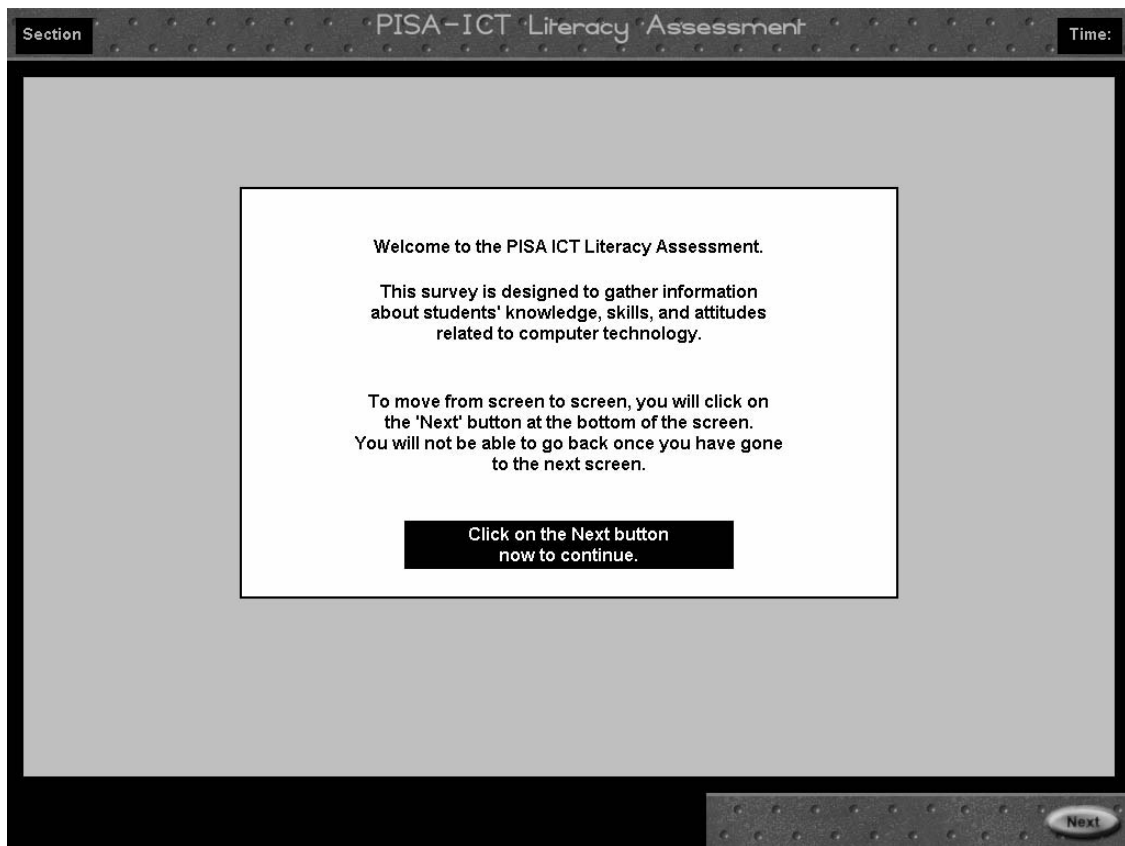 Section
PISA-ICT Literacy Assessment
Time:
Welcome to the PISA ICT Literacy Assessment.
This survey is designed to gather information
about students' knowledge, skills, and attitudes
related to computer technology.
To move from screen to screen, you will click on
the 'Next' button at the bottom of the screen.
You will not be able to go back once you have gone
to the next screen.
Click on the Next button
now to continue.
Next